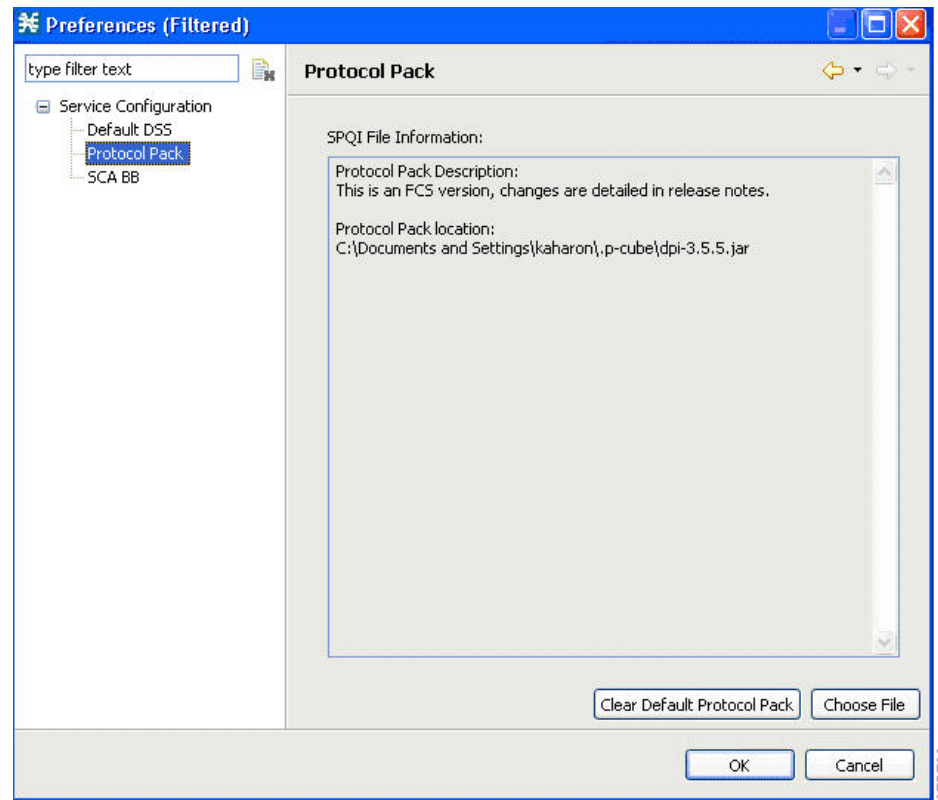 Preferences (Filtered)
type filter text
Protocol Pack
Service Configuration
Default DSS
Protocol Pack
SCA BB
SPQI File Information:
Protocol Pack Description:
This is an FCS version, changes are detailed in release notes.
Protocol Pack location:
C:\Documents and Settings\kaharon\.p-cube\dpi-3.5.5.jar
Clear Default Protocol Pack
Choose File
OK
Cancel